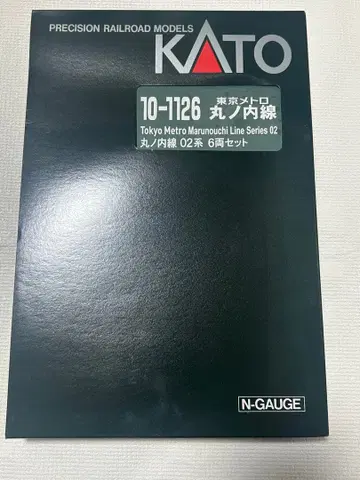 PRECISION RAILROAD MODELS
KATO
10-1126 東京メトロ 丸ノ内線
Tokyo Metro Marunouchi Line Series 02
丸ノ内線 02系 6両セット
N-GAUGE